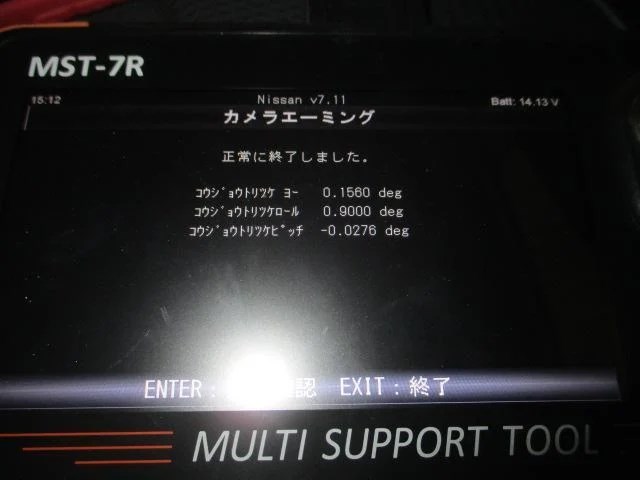 MST-7R
15:12 Nissan v7.11 Batt: 14.13 V
カメラエーミング
正常に終了しました。
ｺｳｼﾞｮｳﾄﾘﾂｹ ﾖｰ 0.1560 deg
ｺｳｼﾞｮｳﾄﾘﾂｹﾛｰﾙ 0.9000 deg
ｺｳｼﾞｮｳﾄﾘﾂｹﾋﾟｯﾁ -0.0276 deg
ENTER: 認 EXIT: 終了
MULTI SUPPORT TOOL